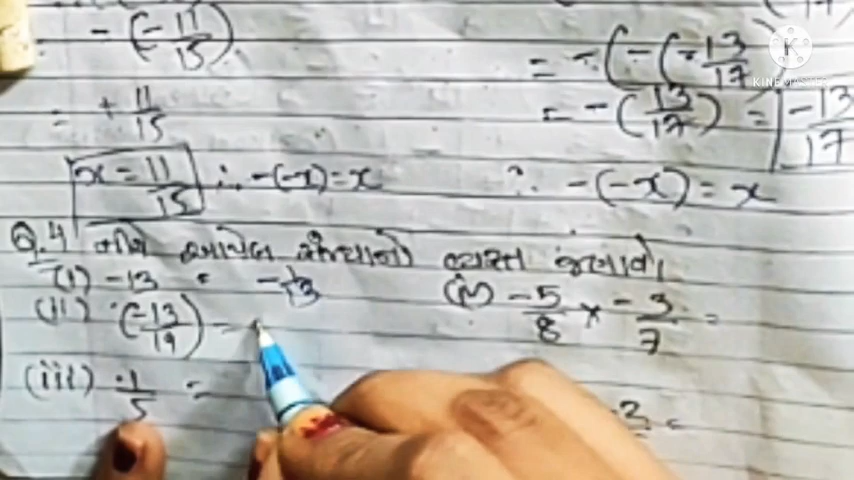 - (-11/15)
= + 11/15
x = 11/15 ∴ -(-x) = x
= -(-(-13/17
= -(13/17) = -13/17
∴ -(-x) = x
Q.4 નીચે આપેલ સંખ્યાનો વ્યસ્ત જણાવો.
(i) -13 = -1/13
(ii) (-13/19) =
(iii) 1/5 =
(iv) -5/8 × -3/7 =
K
KINEMASTER